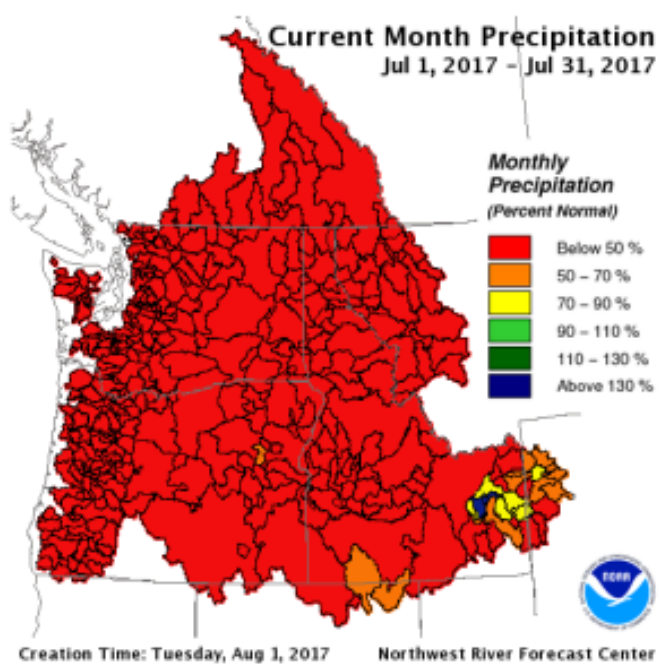 Current Month Precipitation
Jul 1, 2017 – Jul 31, 2017
Monthly
Precipitation
(Percent Normal)
Below 50 %
50 – 70 %
70 – 90 %
90 – 110 %
110 – 130 %
Above 130 %
NOAA
Creation Time: Tuesday, Aug 1, 2017
Northwest River Forecast Center